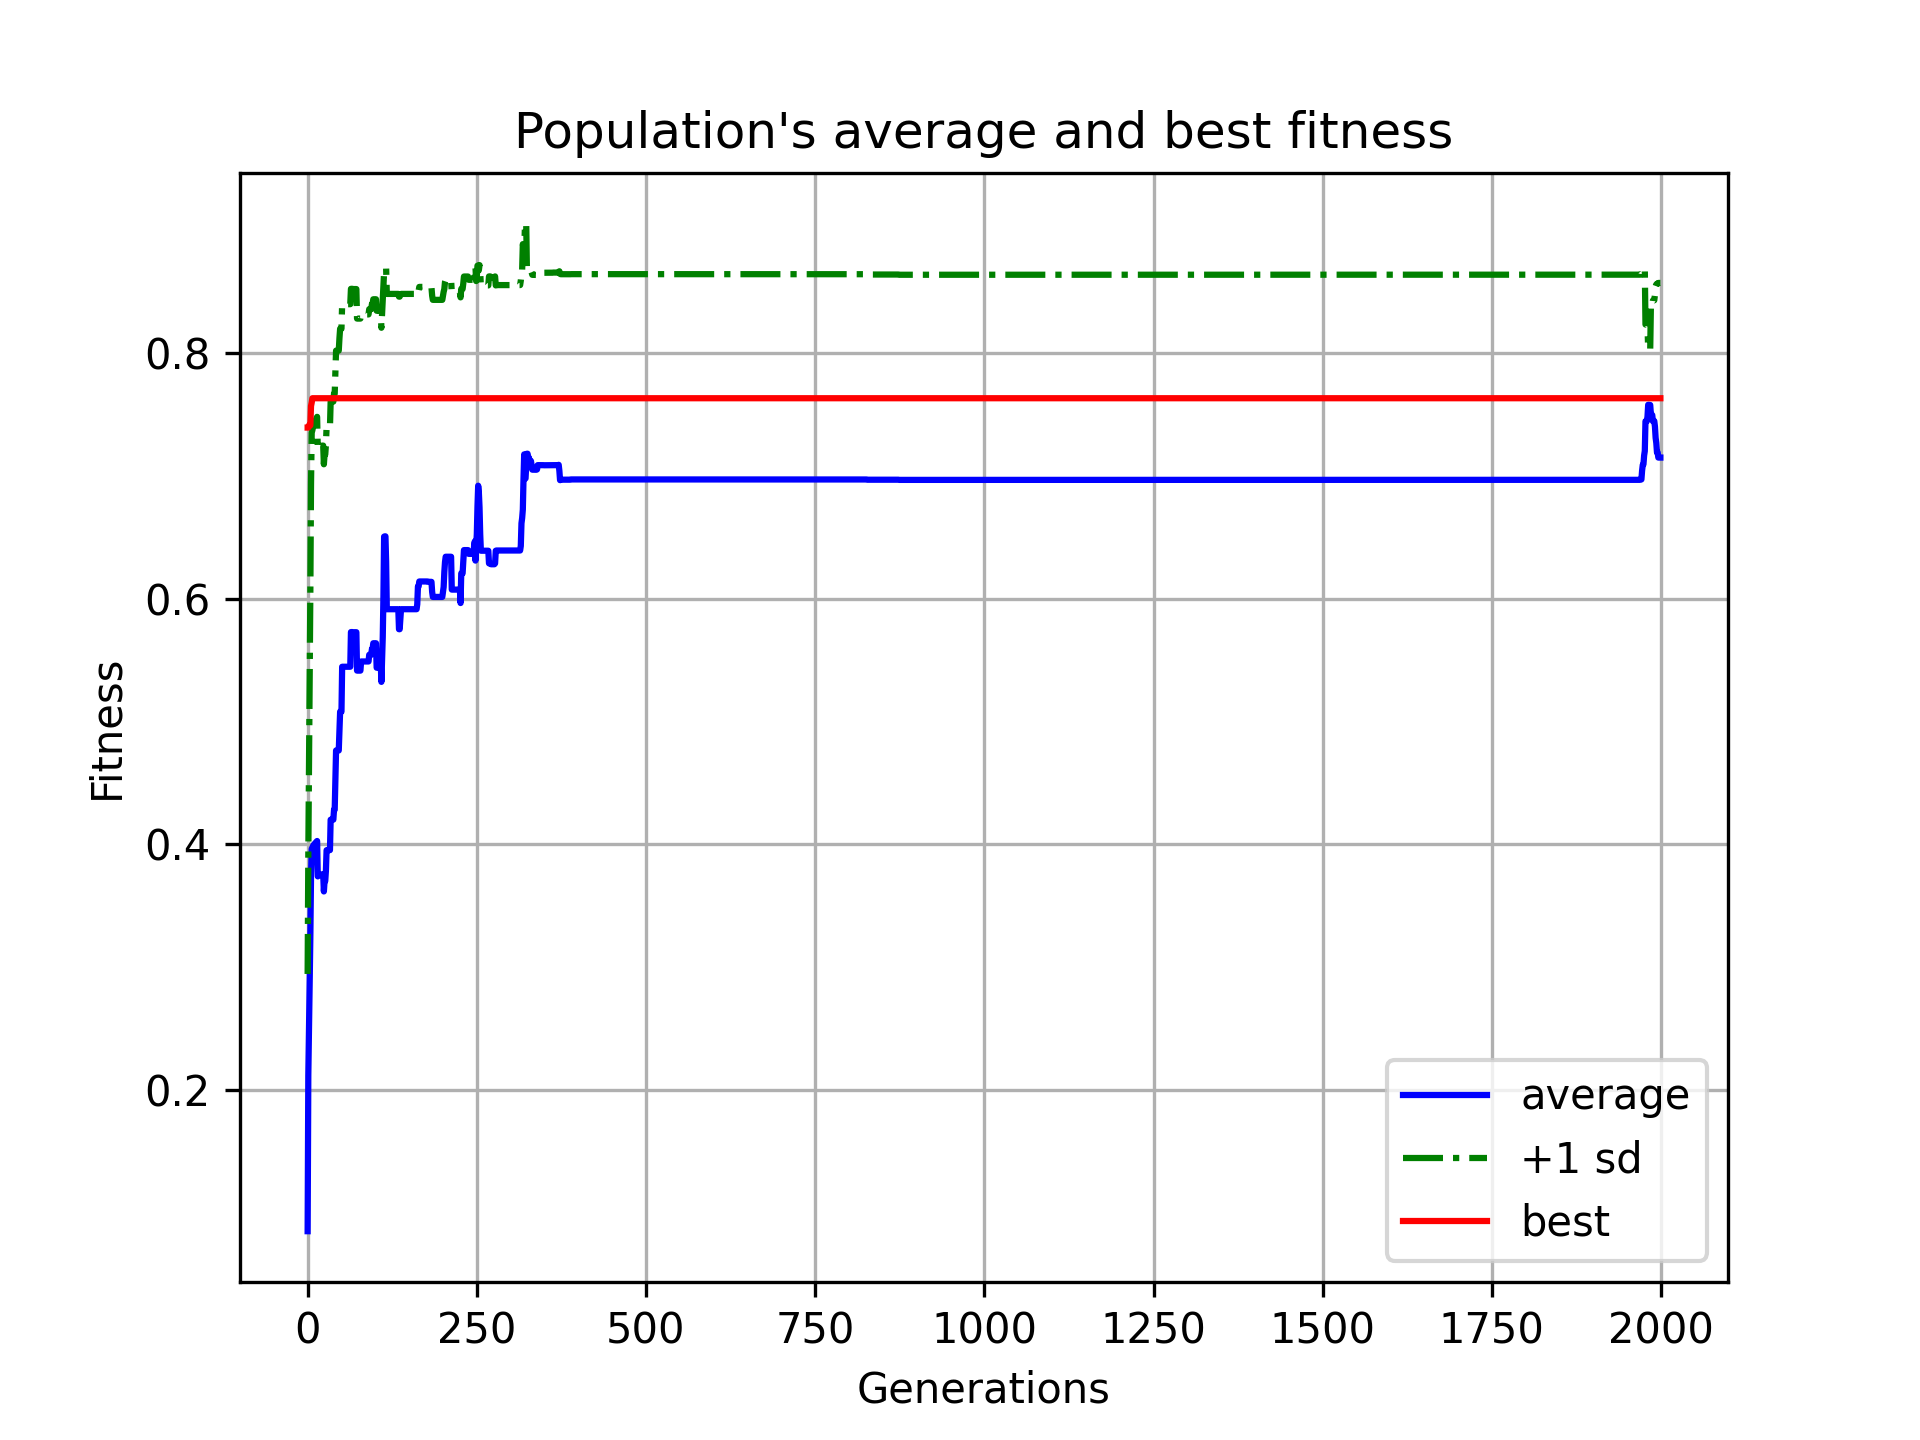 Population's average and best fitness
Fitness
0.8
0.6
0.4
0.2
0 250 500 750 1000 1250 1500 1750 2000
Generations
average
+1 sd
best